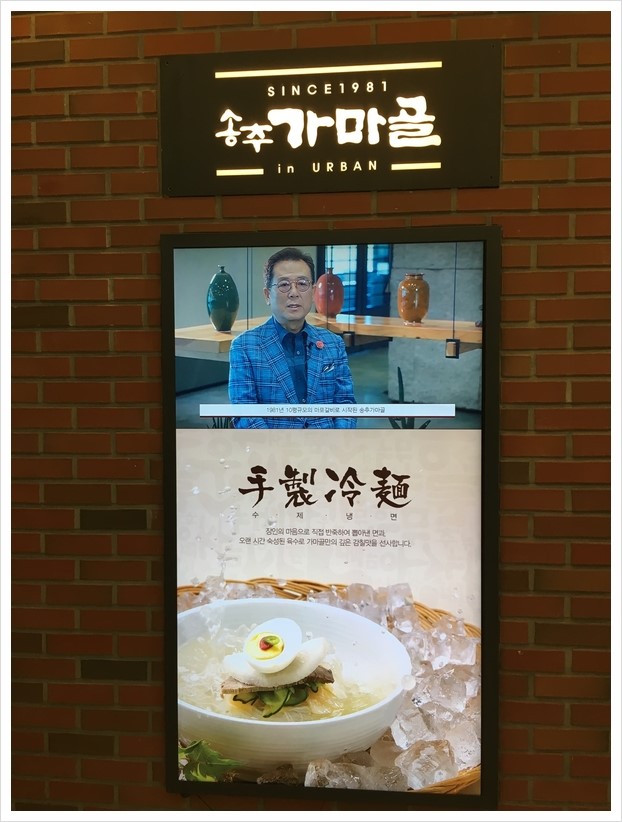 SINCE1981
송추가마골
in URBAN
1981년 10평규모의 마포갈비로 시작한 송추가마골
手製冷麵
수 제 냉 면
장인의 마음으로 직접 반죽하여 뽑아낸 면과,
오랜 시간 숙성된 육수로 가마골만의 깊은 감칠맛을 선사합니다.